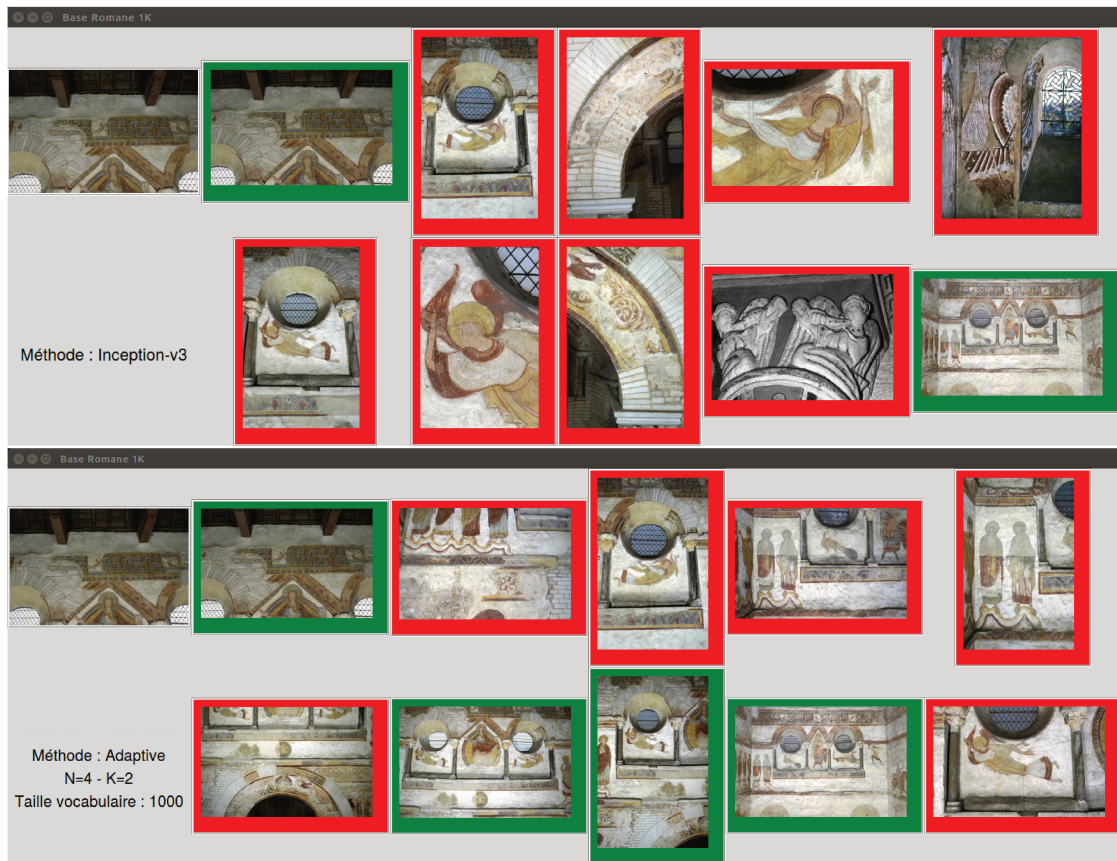 Base Romane 1K
Méthode : Inception-v3
Base Romane 1K
Méthode : Adaptive
N=4 - K=2
Taille vocabulaire : 1000